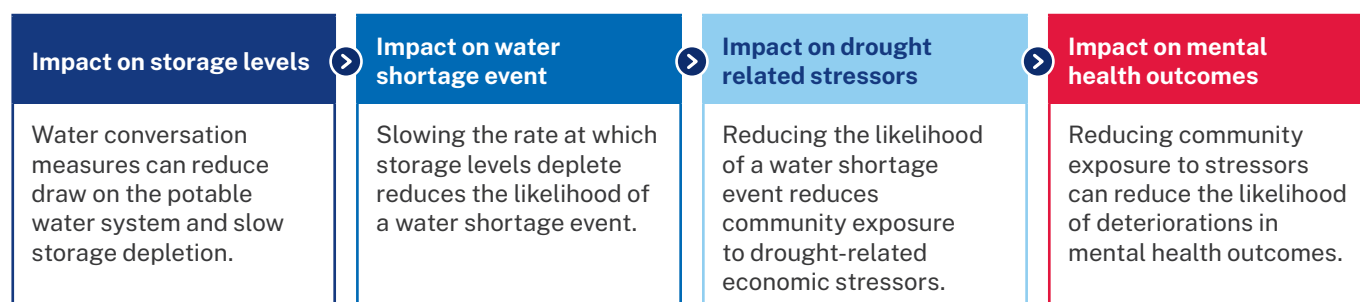 Impact on storage levels
Impact on water
shortage event
Impact on drought
related stressors
Impact on mental
health outcomes
Water conversation
measures can reduce
draw on the potable
water system and slow
storage depletion.
Slowing the rate at which
storage levels deplete
reduces the likelihood of
a water shortage event.
Reducing the likelihood
of a water shortage
event reduces
community exposure
to drought-related
economic stressors.
Reducing community
exposure to stressors
can reduce the likelihood
of deteriorations in
mental health outcomes.